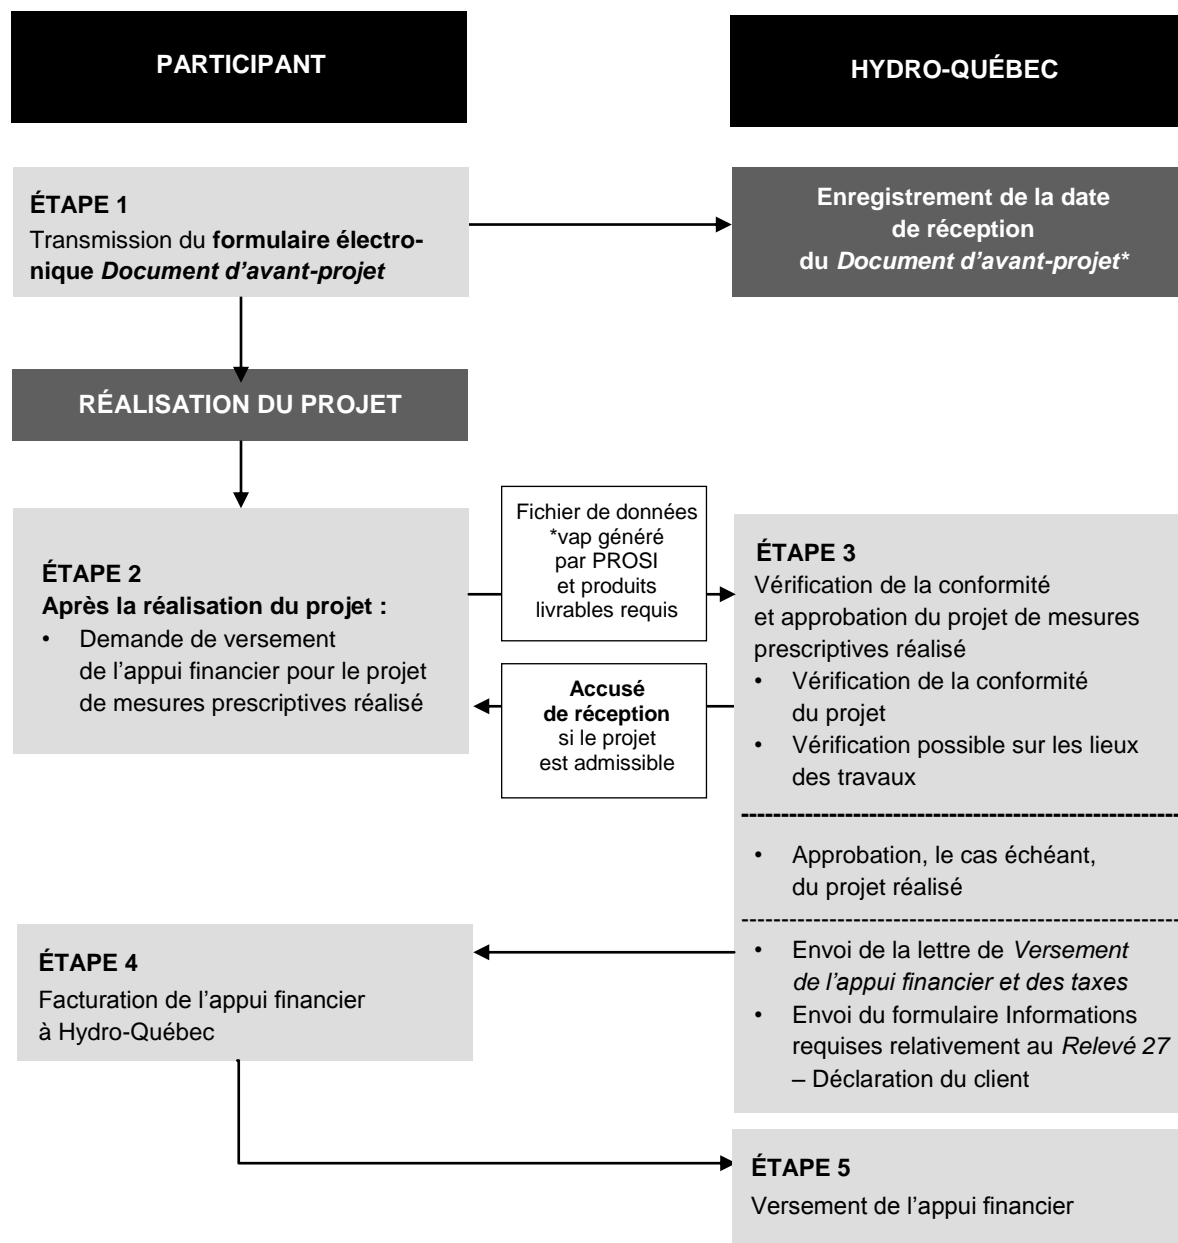 PARTICIPANT
HYDRO-QUÉBEC
ÉTAPE 1
Transmission du formulaire électro-
nique Document d’avant-projet
Enregistrement de la date
de réception
du Document d’avant-projet*
RÉALISATION DU PROJET
ÉTAPE 2
Après la réalisation du projet :
• Demande de versement
de l’appui financier pour le projet
de mesures prescriptives réalisé
Fichier de données
*vap généré
par PROSI
et produits
livrables requis
Accusé
de réception
si le projet
est admissible
ÉTAPE 3
Vérification de la conformité
et approbation du projet de mesures
prescriptives réalisé
• Vérification de la conformité
du projet
• Vérification possible sur les lieux
des travaux
• Approbation, le cas échéant,
du projet réalisé
• Envoi de la lettre de Versement
de l’appui financier et des taxes
• Envoi du formulaire Informations
requises relativement au Relevé 27
– Déclaration du client
ÉTAPE 4
Facturation de l’appui financier
à Hydro-Québec
ÉTAPE 5
Versement de l’appui financier